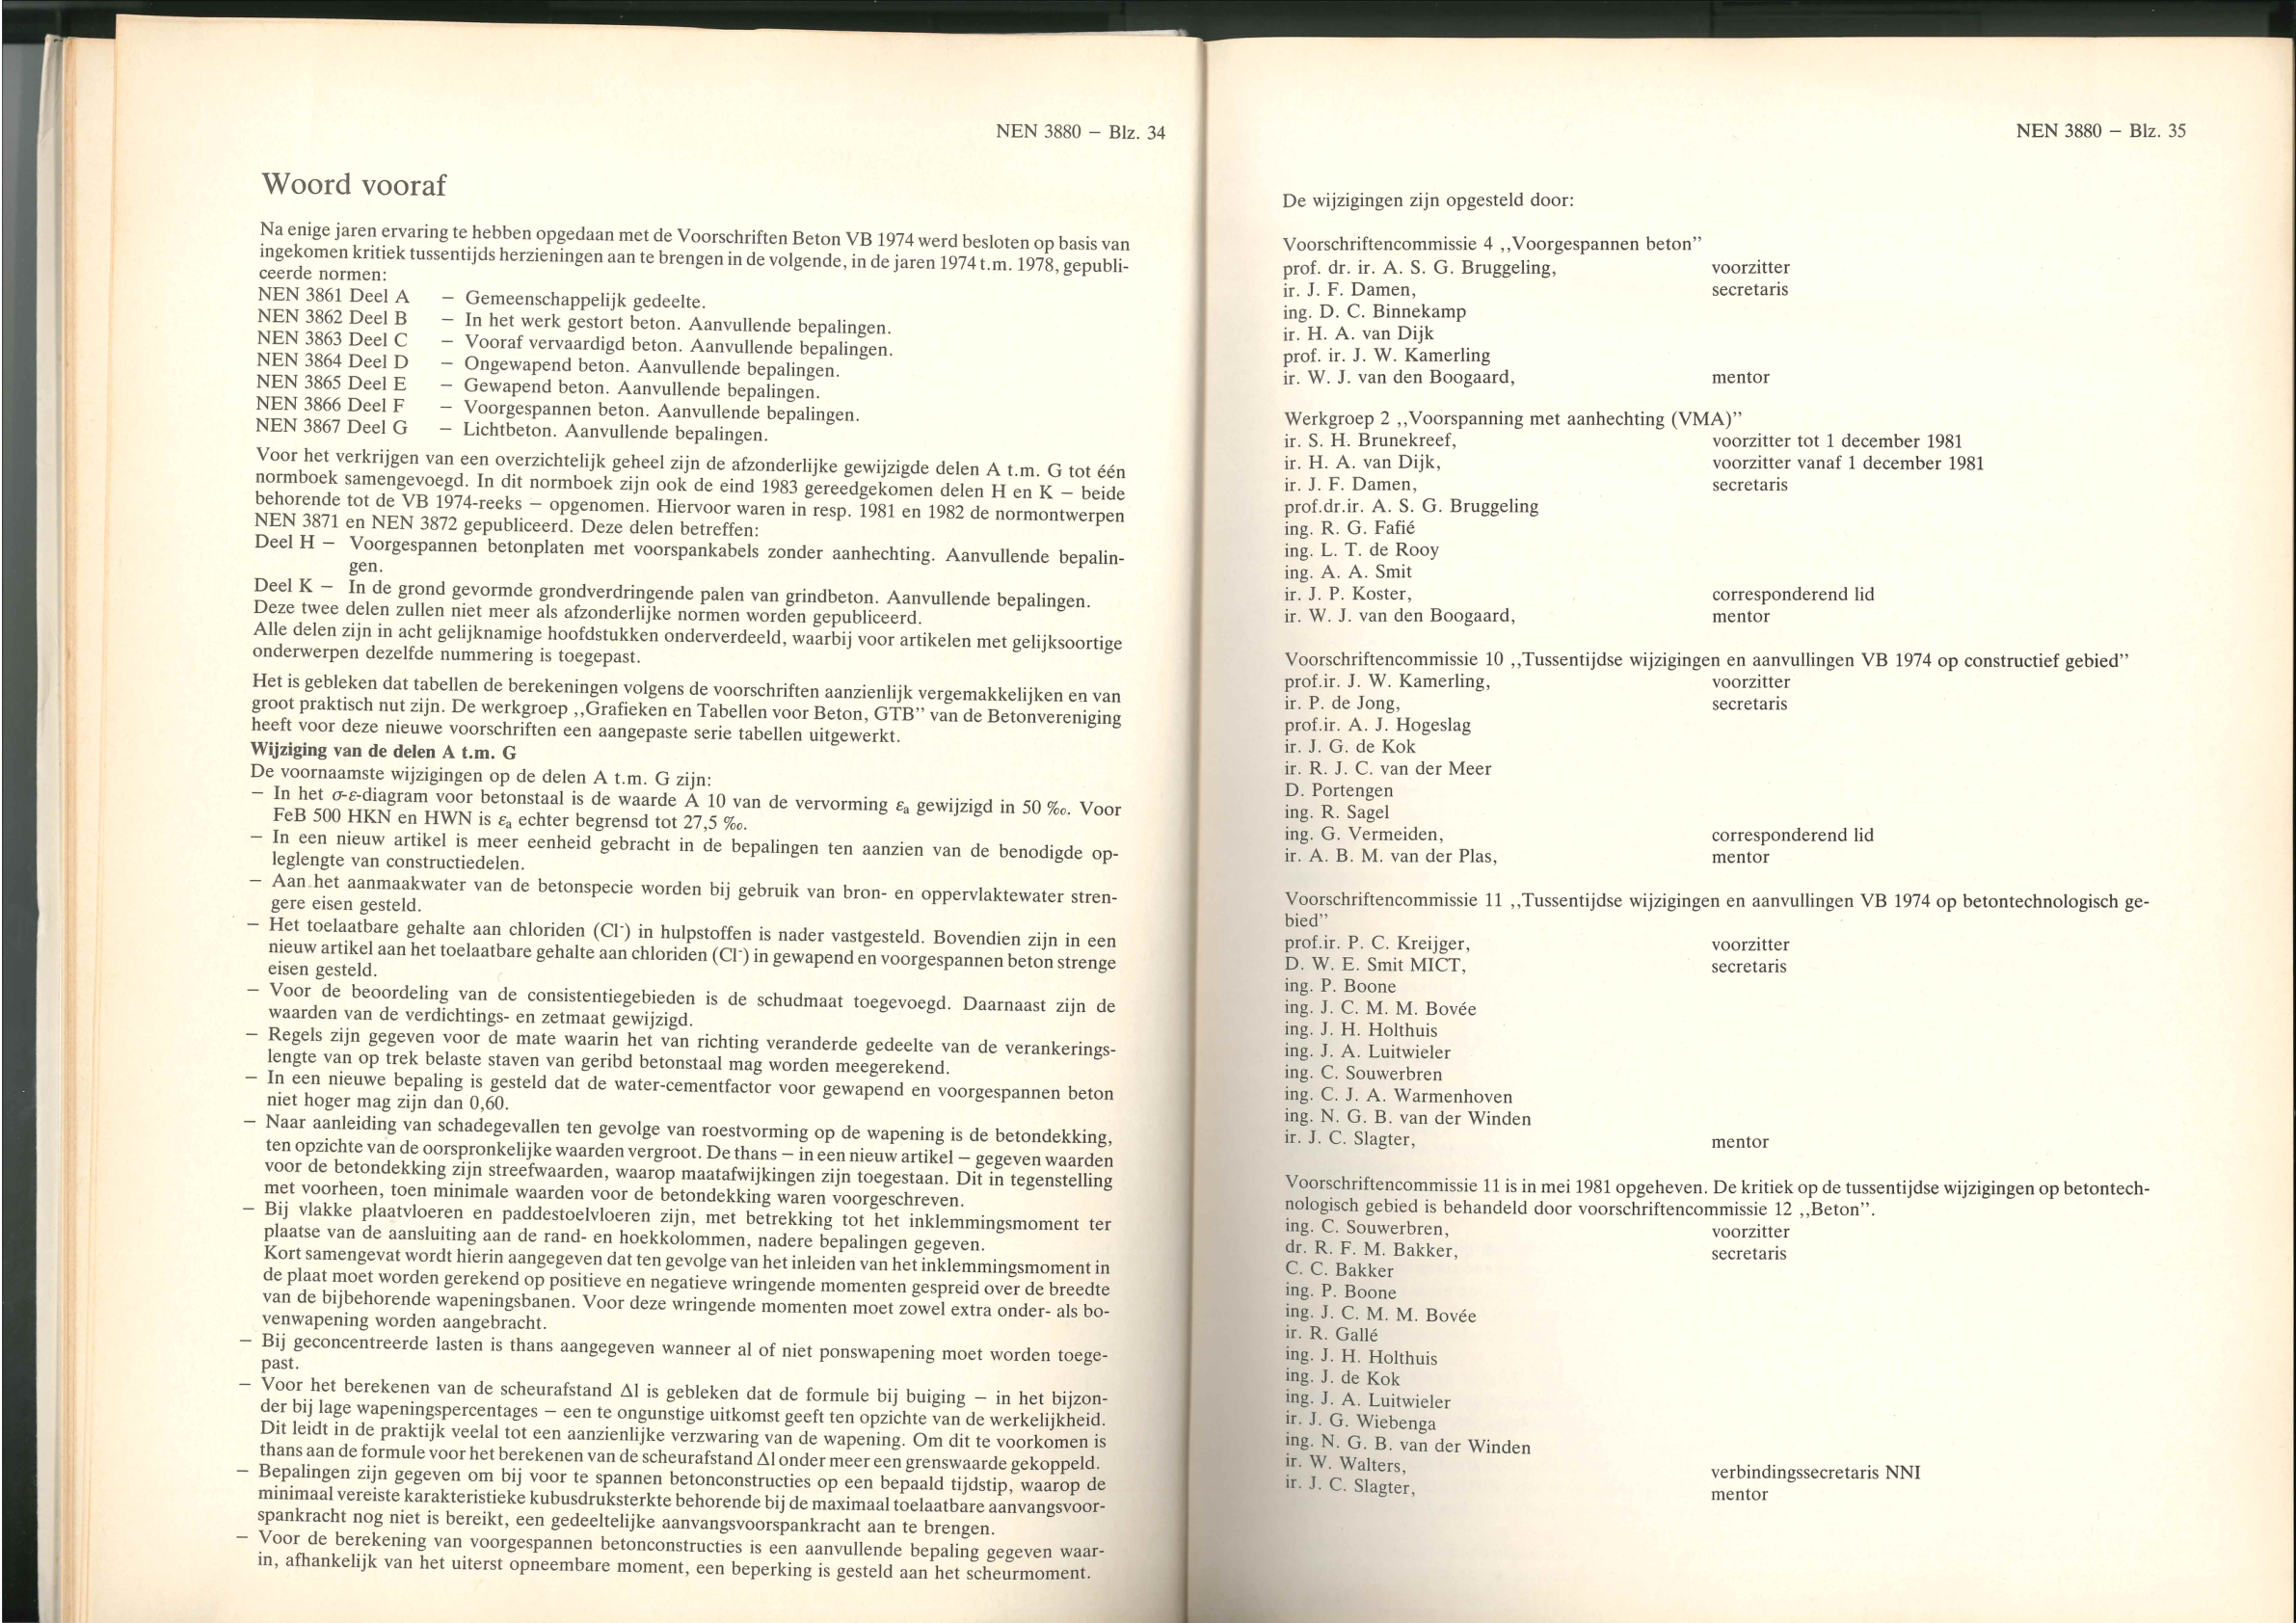 NEN 3880 — Blz. 34
Woord vooraf
Na enige jaren ervaring te hebben opgedaan met de Voorschriften Beton VB 1974 werd besloten op basis van
ingekomen kritiek tussentijds herzieningen aan te brengen in de volgende, in de jaren 1974 t.m. 1978, gepubli-
ceerde normen:
NEN 3861 Deel A — Gemeenschappelijk gedeelte.
NEN 3862 Deel B — In het werk gestort beton. Aanvullende bepalingen.
NEN 3863 Deel C — Vooraf vervaardigd beton. Aanvullende bepalingen.
NEN 3864 Deel D — Ongewapend beton. Aanvullende bepalingen.
NEN 3865 Deel E — Gewapend beton. Aanvullende bepalingen.
NEN 3866 Deel F — Voorgespannen beton. Aanvullende bepalingen.
NEN 3867 Deel G — Lichtbeton. Aanvullende bepalingen.
Voor het verkrijgen van een overzichtelijk geheel zijn de afzonderlijke gewijzigde delen A t.m. G tot één
normboek samengevoegd. In dit normboek zijn ook de eind 1983 gereedgekomen delen H en K — beide
behorende tot de VB 1974-reeks — opgenomen. Hiervoor waren in resp. 1981 en 1982 de normontwerpen
NEN 3871 en NEN 3872 gepubliceerd. Deze delen betreffen:
Deel H — Voorgespannen betonplaten met voorspankabels zonder aanhechting. Aanvullende bepalin-
gen.
Deel K — In de grond gevormde grondverdringende palen van grindbeton. Aanvullende bepalingen.
Deze twee delen zullen niet meer als afzonderlijke normen worden gepubliceerd.
Alle delen zijn in acht gelijknamige hoofdstukken onderverdeeld, waarbij voor artikelen met gelijksoortige
onderwerpen dezelfde nummering is toegepast.
Het is gebleken dat tabellen de berekeningen volgens de voorschriften aanzienlijk vergemakkelijken en van
groot praktisch nut zijn. De werkgroep ,,Grafieken en Tabellen voor Beton, GTB” van de Betonvereniging
heeft voor deze nieuwe voorschriften een aangepaste serie tabellen uitgewerkt.
Wijziging van de delen A t.m. G
De voornaamste wijzigingen op de delen A t.m. G zijn:
— In het σ-ε-diagram voor betonstaal is de waarde A 10 van de vervorming εa gewijzigd in 50 ‰. Voor
FeB 500 HKN en HWN is εa echter begrensd tot 27,5 ‰.
— In een nieuw artikel is meer eenheid gebracht in de bepalingen ten aanzien van de benodigde op-
leglengte van constructiedelen.
— Aan het aanmaakwater van de betonspecie worden bij gebruik van bron- en oppervlaktewater stren-
gere eisen gesteld.
— Het toelaatbare gehalte aan chloriden (Cl⁻) in hulpstoffen is nader vastgesteld. Bovendien zijn in een
nieuw artikel aan het toelaatbare gehalte aan chloriden (Cl⁻) in gewapend en voorgespannen beton strenge
eisen gesteld.
— Voor de beoordeling van de consistentiegebieden is de schudmaat toegevoegd. Daarnaast zijn de
waarden van de verdichtings- en zetmaat gewijzigd.
— Regels zijn gegeven voor de mate waarin het van richting veranderde gedeelte van de verankerings-
lengte van op trek belaste staven van geribd betonstaal mag worden meegerekend.
— In een nieuwe bepaling is gesteld dat de water-cementfactor voor gewapend en voorgespannen beton
niet hoger mag zijn dan 0,60.
— Naar aanleiding van schadegevallen ten gevolge van roestvorming op de wapening is de betondekking,
ten opzichte van de oorspronkelijke waarden vergroot. De thans — in een nieuw artikel — gegeven waarden
voor de betondekking zijn streefwaarden, waarop maatafwijkingen zijn toegestaan. Dit in tegenstelling
met voorheen, toen minimale waarden voor de betondekking waren voorgeschreven.
— Bij vlakke plaatvloeren en paddestoelvloeren zijn, met betrekking tot het inklemmingsmoment ter
plaatse van de aansluiting aan de rand- en hoekkolommen, nadere bepalingen gegeven.
Kort samengevat wordt hierin aangegeven dat ten gevolge van het inleiden van het inklemmingsmoment in
de plaat moet worden gerekend op positieve en negatieve wringende momenten gespreid over de breedte
van de bijbehorende wapeningsbanen. Voor deze wringende momenten moet zowel extra onder- als bo-
venwapening worden aangebracht.
— Bij geconcentreerde lasten is thans aangegeven wanneer al of niet ponswapening moet worden toege-
past.
— Voor het berekenen van de scheurafstand Δl is gebleken dat de formule bij buiging — in het bijzon-
der bij lage wapeningspercentages — een te ongunstige uitkomst geeft ten opzichte van de werkelijkheid.
Dit leidt in de praktijk veelal tot een aanzienlijke verzwaring van de wapening. Om dit te voorkomen is
thans aan de formule voor het berekenen van de scheurafstand Δl onder meer een grenswaarde gekoppeld.
— Bepalingen zijn gegeven om bij voor te spannen betonconstructies op een bepaald tijdstip, waarop de
minimaal vereiste karakteristieke kubusdruksterkte behorende bij de maximaal toelaatbare aanvangsvoor-
spankracht nog niet is bereikt, een gedeeltelijke aanvangsvoorspankracht aan te brengen.
— Voor de berekening van voorgespannen betonconstructies is een aanvullende bepaling gegeven waar-
in, afhankelijk van het uiterst opneembare moment, een beperking is gesteld aan het scheurmoment.
NEN 3880 — Blz. 35
De wijzigingen zijn opgesteld door:
Voorschriftencommissie 4 ,,Voorgespannen beton”
prof. dr. ir. A. S. G. Bruggeling, voorzitter
ir. J. F. Damen, secretaris
ing. D. C. Binnekamp
ir. H. A. van Dijk
prof. ir. J. W. Kamerling
ir. W. J. van den Boogaard, mentor
Werkgroep 2 ,,Voorspanning met aanhechting (VMA)”
ir. S. H. Brunekreef, voorzitter tot 1 december 1981
ir. H. A. van Dijk, voorzitter vanaf 1 december 1981
ir. J. F. Damen, secretaris
prof.dr.ir. A. S. G. Bruggeling
ing. R. G. Fafié
ing. L. T. de Rooy
ing. A. A. Smit
ir. J. P. Koster, corresponderend lid
ir. W. J. van den Boogaard, mentor
Voorschriftencommissie 10 ,,Tussentijdse wijzigingen en aanvullingen VB 1974 op constructief gebied”
prof.ir. J. W. Kamerling, voorzitter
ir. P. de Jong, secretaris
prof.ir. A. J. Hogeslag
ir. J. G. de Kok
ir. R. J. C. van der Meer
D. Portengen
ing. R. Sagel
ing. G. Vermeiden, corresponderend lid
ir. A. B. M. van der Plas, mentor
Voorschriftencommissie 11 ,,Tussentijdse wijzigingen en aanvullingen VB 1974 op betontechnologisch ge-
bied”
prof.ir. P. C. Kreijger, voorzitter
D. W. E. Smit MICT, secretaris
ing. P. Boone
ing. J. C. M. M. Bovée
ing. J. H. Holthuis
ing. J. A. Luitwieler
ing. C. Souwerbren
ing. C. J. A. Warmenhoven
ing. N. G. B. van der Winden
ir. J. C. Slagter, mentor
Voorschriftencommissie 11 is in mei 1981 opgeheven. De kritiek op de tussentijdse wijzigingen op betontech-
nologisch gebied is behandeld door voorschriftencommissie 12 ,,Beton”.
ing. C. Souwerbren, voorzitter
dr. R. F. M. Bakker, secretaris
C. C. Bakker
ing. P. Boone
ing. J. C. M. M. Bovée
ir. R. Gallé
ing. J. H. Holthuis
ing. J. de Kok
ing. J. A. Luitwieler
ir. J. G. Wiebenga
ing. N. G. B. van der Winden
ir. W. Walters, verbindingssecretaris NNI
ir. J. C. Slagter, mentor